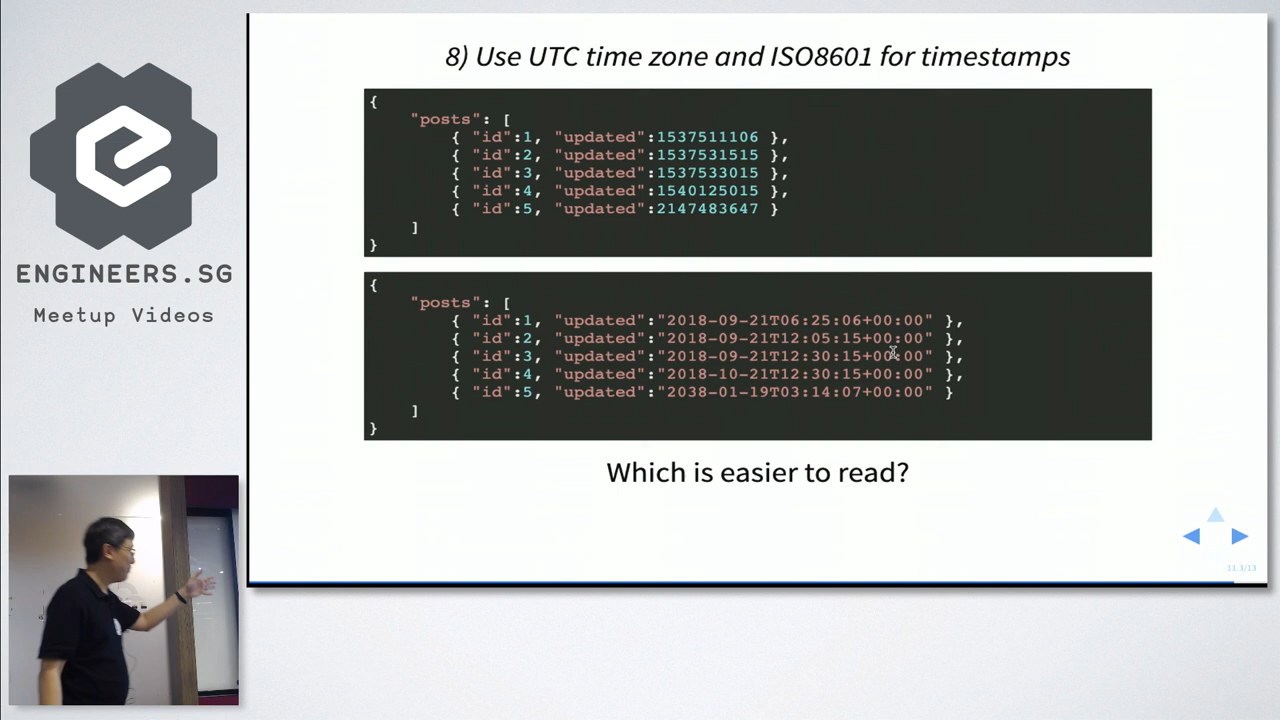 ENGINEERS.SG
Meetup Videos
8) Use UTC time zone and ISO8601 for timestamps
{
"posts": [
{ "id":1, "updated":1537511106 },
{ "id":2, "updated":1537531515 },
{ "id":3, "updated":1537533015 },
{ "id":4, "updated":1540125015 },
{ "id":5, "updated":2147483647 }
]
}
{
"posts": [
{ "id":1, "updated":"2018-09-21T06:25:06+00:00" },
{ "id":2, "updated":"2018-09-21T12:05:15+00:00" },
{ "id":3, "updated":"2018-09-21T12:30:15+00:00" },
{ "id":4, "updated":"2018-10-21T12:30:15+00:00" },
{ "id":5, "updated":"2038-01-19T03:14:07+00:00" }
]
}
Which is easier to read?
11.3/13